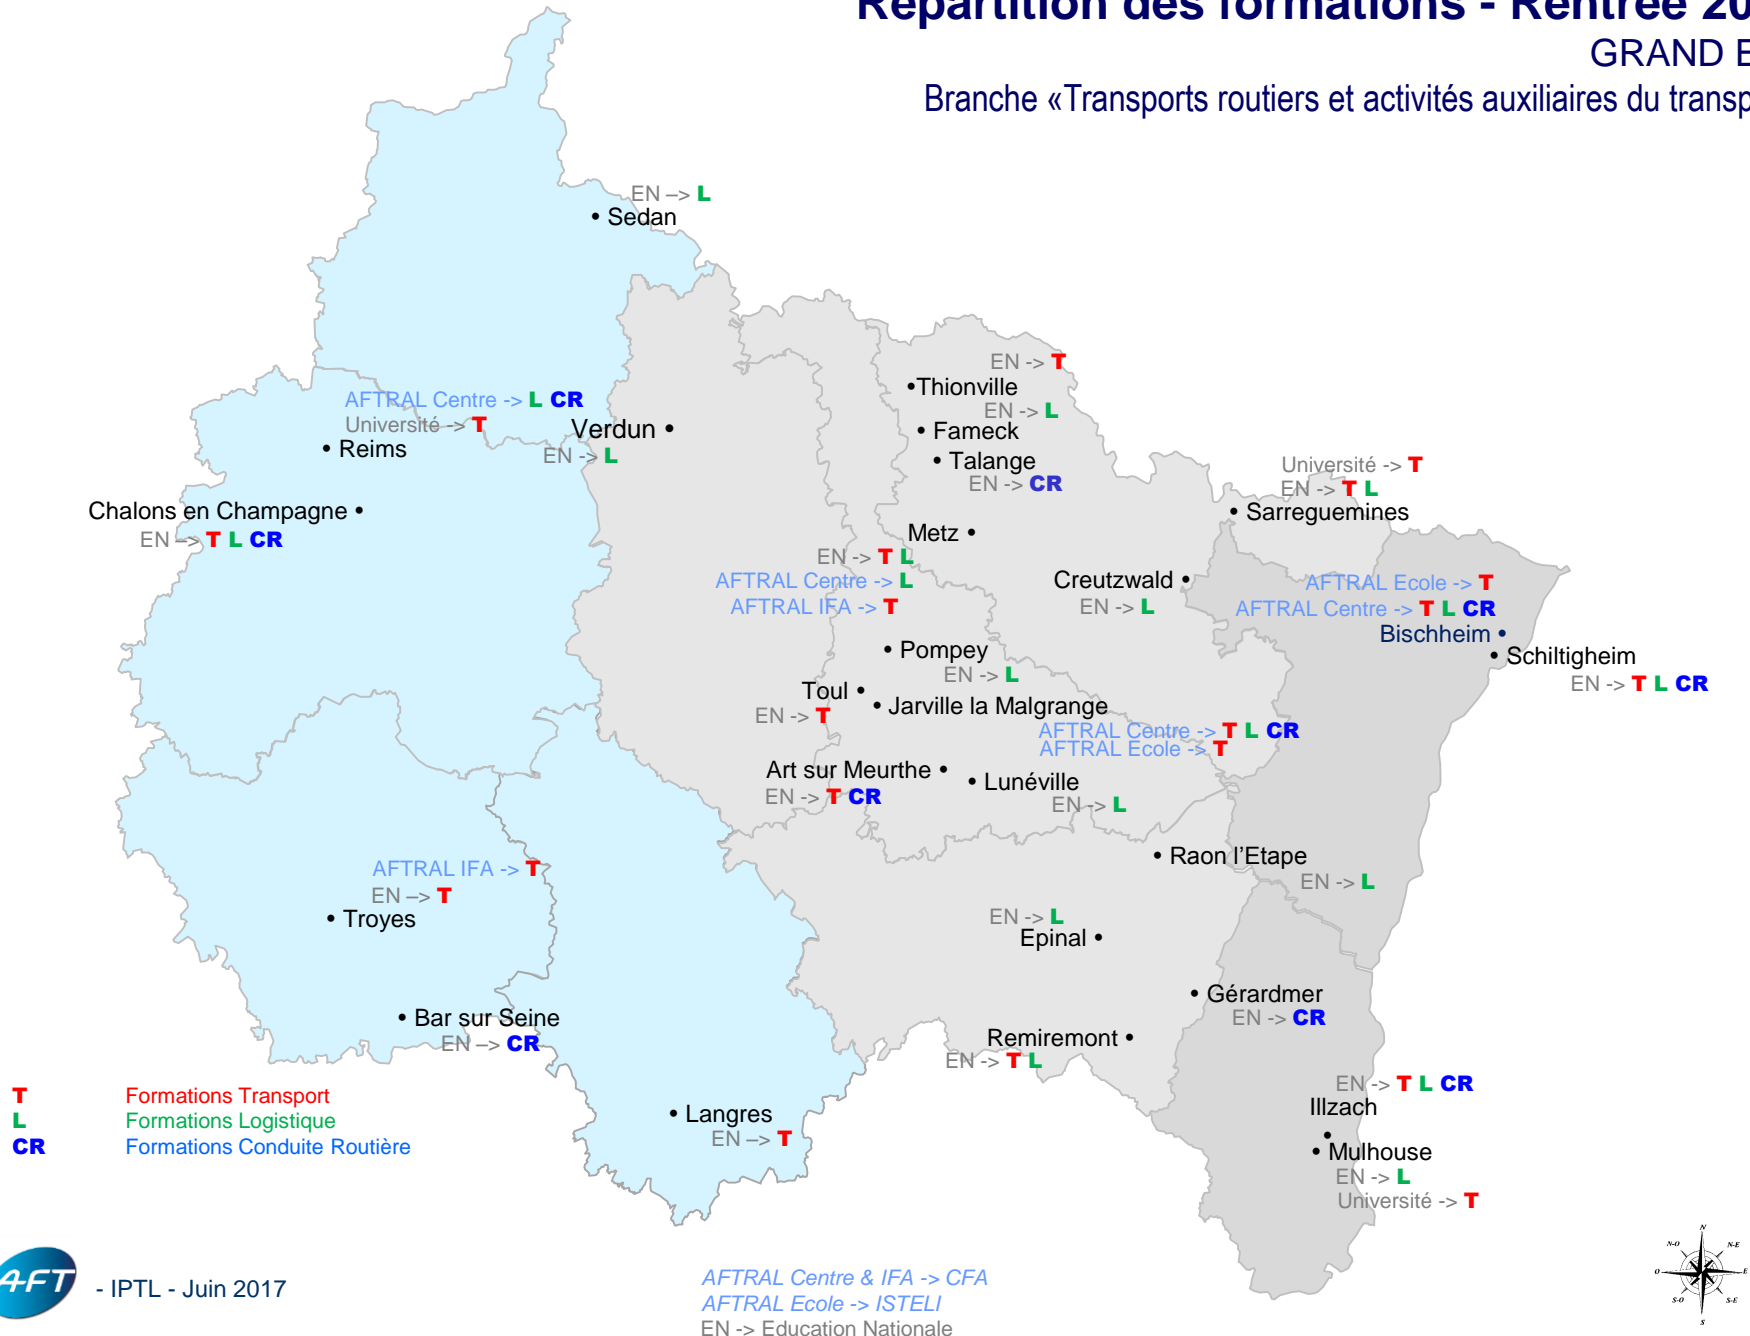 Répartition des formations - Rentrée 20
GRAND E
Branche «Transports routiers et activités auxiliaires du transp
EN –> L
• Sedan
EN -> T
•Thionville
EN -> L
• Fameck
• Talange
EN -> CR
AFTRAL Centre -> L CR
Université -> T
• Reims
Verdun •
EN -> L
Université -> T
EN -> T L
• Sarreguemines
Chalons en Champagne •
EN –> T L CR
Metz •
EN -> T L
AFTRAL Centre -> L
AFTRAL IFA -> T
Creutzwald •
EN -> L
AFTRAL Ecole -> T
AFTRAL Centre -> T L CR
Bischheim •
• Schiltigheim
EN -> T L CR
• Pompey
EN -> L
Toul •
EN -> T
• Jarville la Malgrange
AFTRAL Centre -> T L CR
AFTRAL Ecole -> T
Art sur Meurthe •
EN -> T CR
• Lunéville
EN -> L
• Raon l'Etape
EN -> L
AFTRAL IFA -> T
EN –> T
• Troyes
EN -> L
Epinal •
• Gérardmer
EN -> CR
• Bar sur Seine
EN –> CR
Remiremont •
EN -> T L
EN -> T L CR
Illzach
•
• Mulhouse
EN -> L
Université -> T
• Langres
EN –> T
T Formations Transport
L Formations Logistique
CR Formations Conduite Routière
AFT - IPTL - Juin 2017
AFTRAL Centre & IFA -> CFA
AFTRAL Ecole -> ISTELI
EN -> Education Nationale
N
N-O N-E
O E
S-O S-E
S